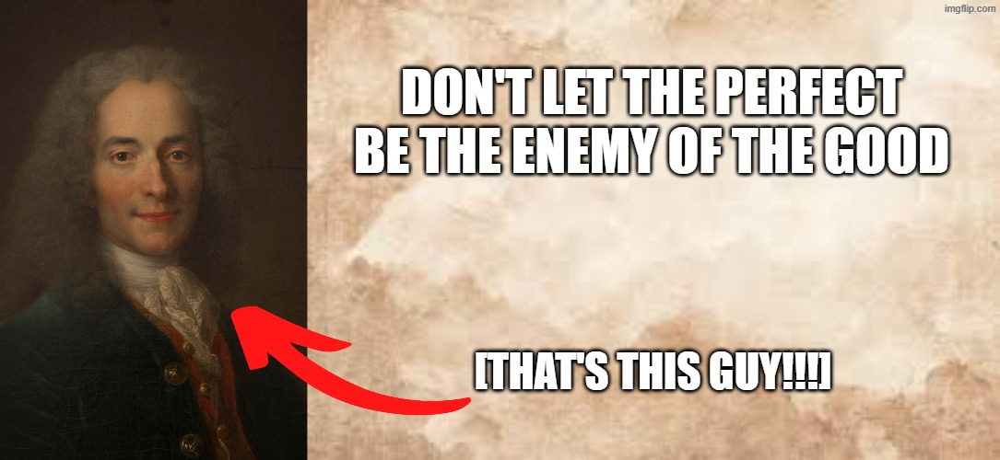 imgflip.com
DON'T LET THE PERFECT
BE THE ENEMY OF THE GOOD
[THAT'S THIS GUY!!!]